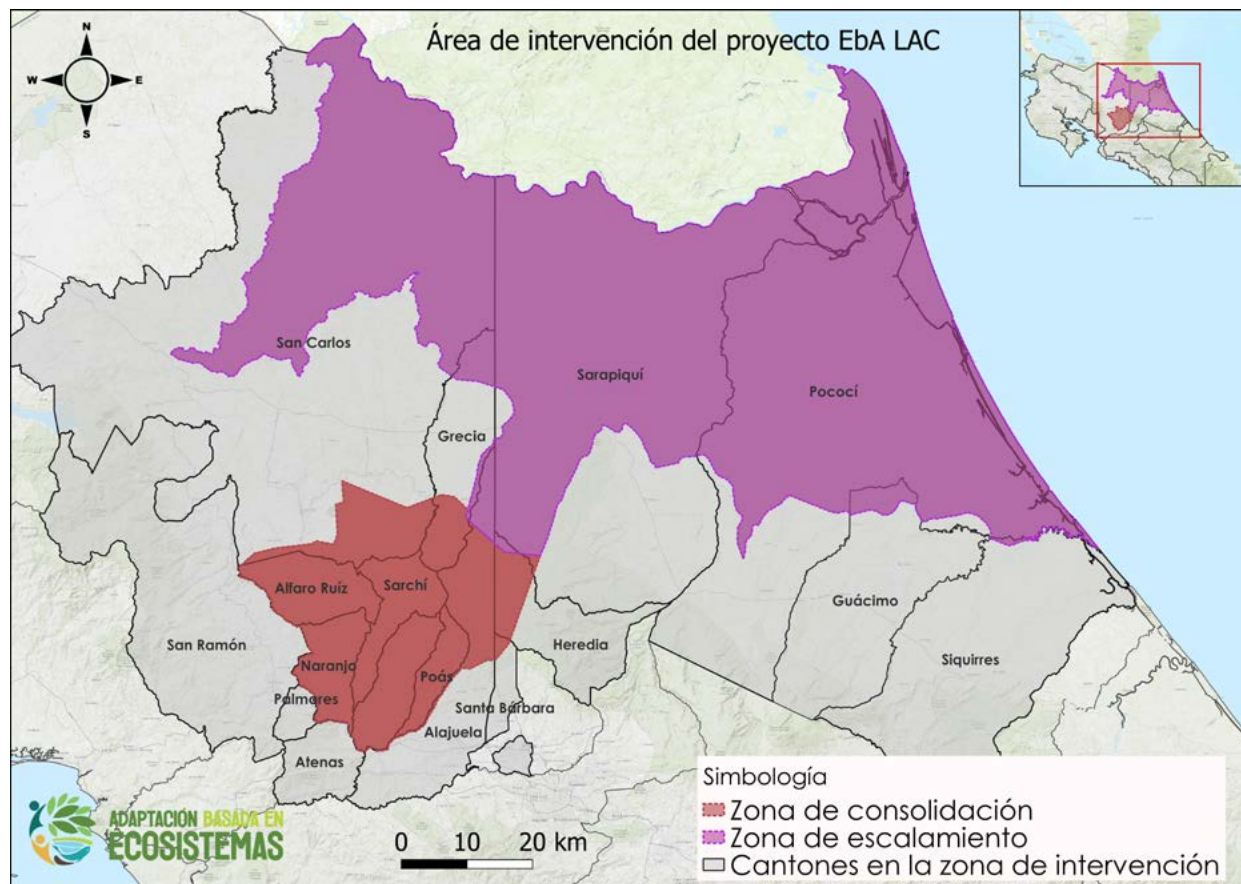 Área de intervención del proyecto EbA LAC
N
W E
S
San Carlos
Sarapiquí
Pococí
Grecia
Alfaro Ruíz
Sarchí
Guácimo
San Ramón
Heredia
Siquirres
Naranjo
Poás
Palmares
Santa Bárbara
Alajuela
Atenas
Simbología
Zona de consolidación
Zona de escalamiento
Cantones en la zona de intervención
ADAPTACIÓN BASADA EN
ECOSISTEMAS
0 10 20 km